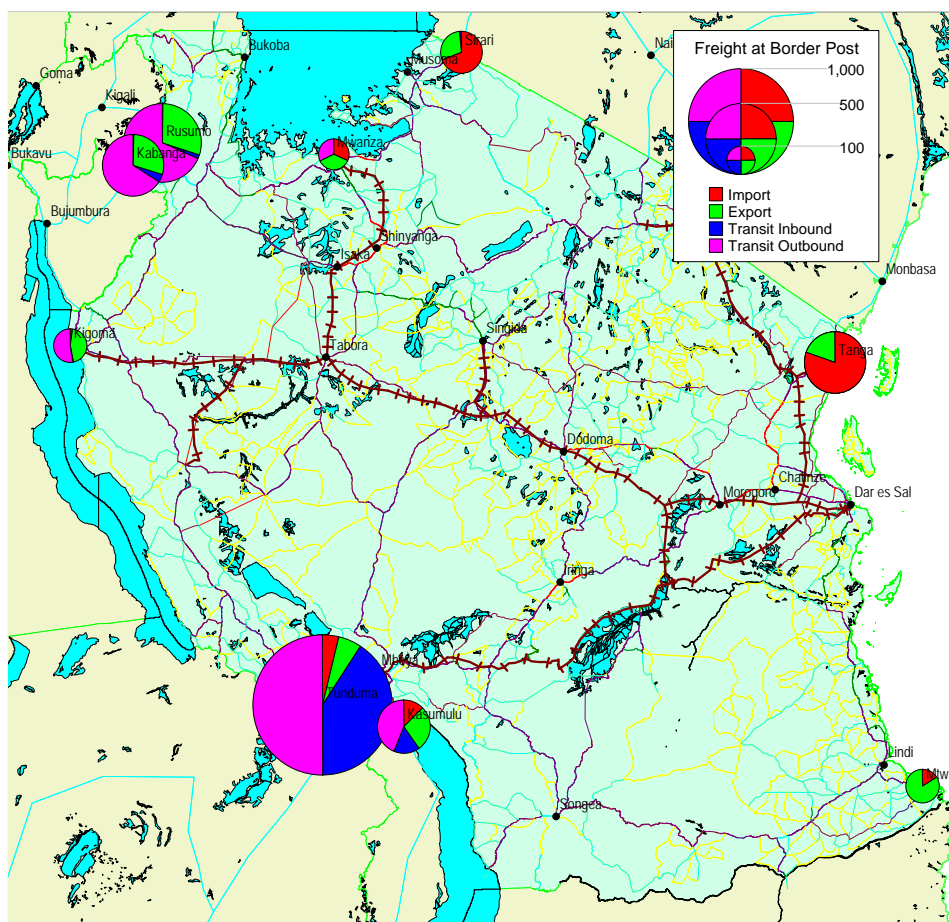 Bukoba
Sirari
Musoma
Nai
Goma
Kigali
Rusumo
Kabanga
Bukavu
Mwanza
Bujumbura
Shinyanga
Isaka
Monbasa
Kigoma
Tabora
Singida
Tanga
Dodoma
Chalinze
Morogoro
Dar es Sal
Iringa
Mbeya
Tunduma
Kasumulu
Lindi
Mtw
Songea
Freight at Border Post
1,000
500
100
Import
Export
Transit Inbound
Transit Outbound